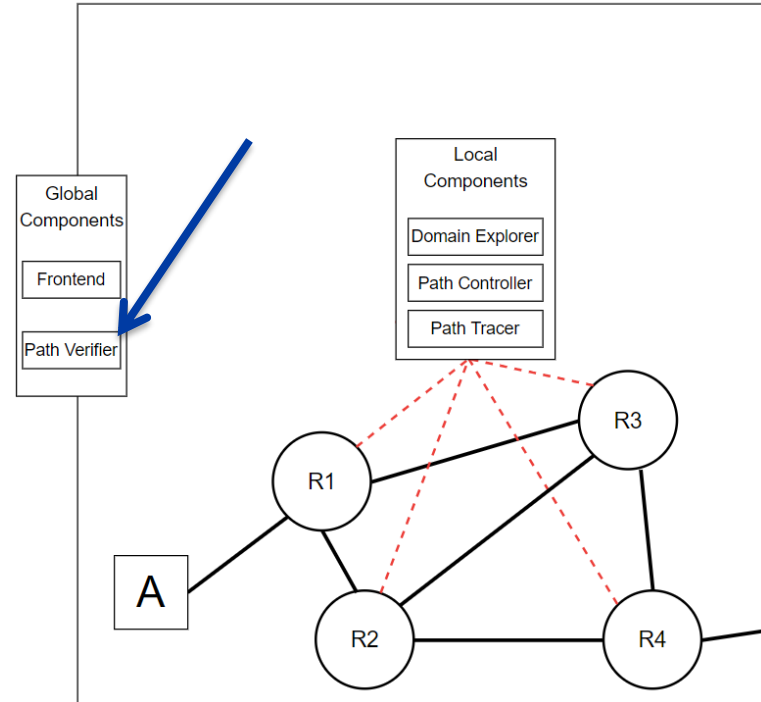 Global
Components
Frontend
Path Verifier
Local
Components
Domain Explorer
Path Controller
Path Tracer
R1
R3
A
R2
R4